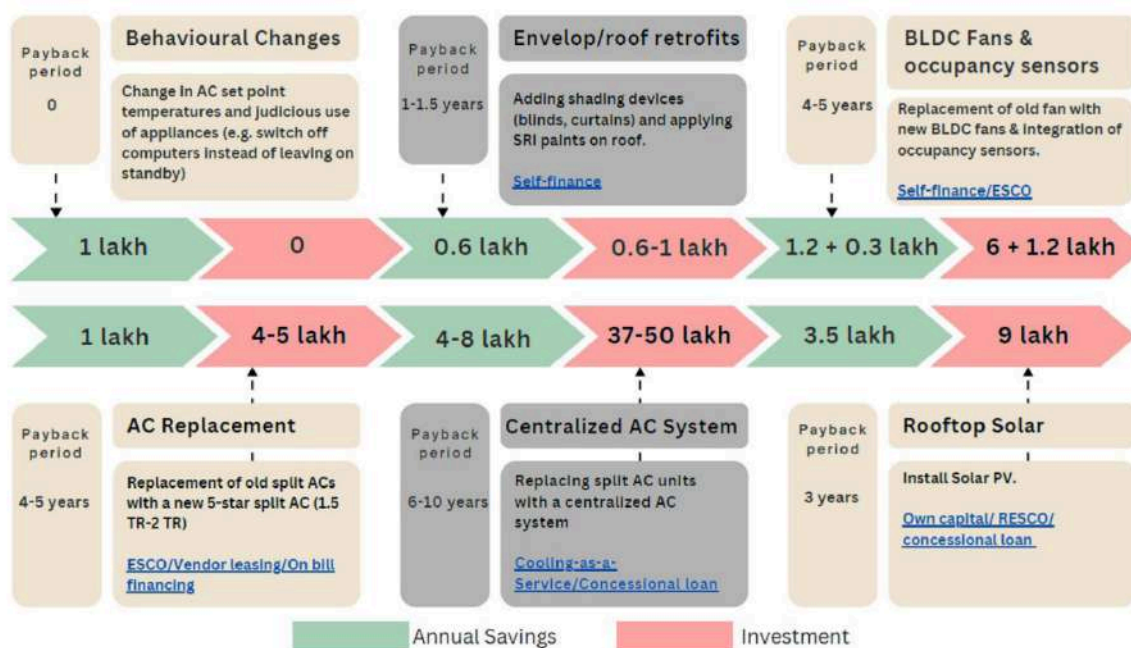 Payback
period
0
Behavioural Changes
Change in AC set point
temperatures and judicious use
of appliances (e.g. switch off
computers instead of leaving on
standby)
Payback
period
1-1.5 years
Envelop/roof retrofits
Adding shading devices
(blinds, curtains) and applying
SRI paints on roof.
Self-finance
Payback
period
4-5 years
BLDC Fans &
occupancy sensors
Replacement of old fan with
new BLDC fans & integration of
occupancy sensors.
Self-finance/ESCO
1 lakh
0
0.6 lakh
0.6-1 lakh
1.2 + 0.3 lakh
6 + 1.2 lakh
1 lakh
4-5 lakh
4-8 lakh
37-50 lakh
3.5 lakh
9 lakh
Payback
period
4-5 years
AC Replacement
Replacement of old split ACs
with a new 5-star split AC (1.5
TR-2 TR)
ESCO/Vendor leasing/On bill
financing
Payback
period
6-10 years
Centralized AC System
Replacing split AC units
with a centralized AC
system
Cooling-as-a-
Service/Concessional loan
Payback
period
3 years
Rooftop Solar
Install Solar PV.
Own capital/ RESCO/
concessional loan
Annual Savings
Investment